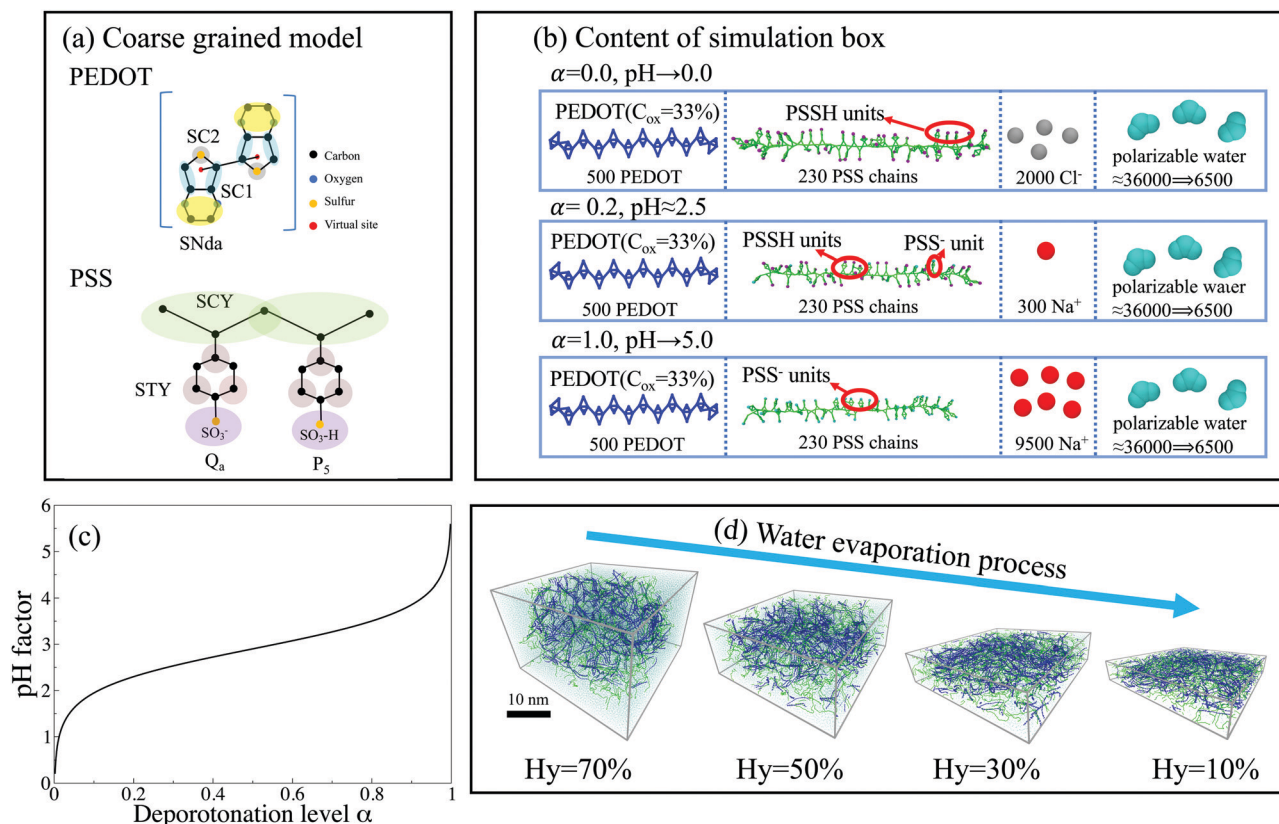 (a) Coarse grained model
PEDOT
SC2
SC1
SNda
Carbon
Oxygen
Sulfur
Virtual site
PSS
SCY
STY
SO₃⁻
SO₃-H
Qₐ
P₅
(b) Content of simulation box
α=0.0, pH→0.0
PEDOT(Cₒₓ=33%)
500 PEDOT
PSSH units
230 PSS chains
2000 Cl⁻
polarizable water
≈36000⟹6500
α= 0.2, pH≈2.5
PEDOT(Cₒₓ=33%)
500 PEDOT
PSSH units
PSS⁻ unit
230 PSS chains
300 Na⁺
polarizable water
≈36000⟹6500
α=1.0, pH→5.0
PEDOT(Cₒₓ=33%)
500 PEDOT
PSS⁻ units
230 PSS chains
9500 Na⁺
polarizable water
≈36000⟹6500
(c)
pH factor
6
5
4
3
2
1
0
0 0.2 0.4 0.6 0.8 1
Deporotonation level α
(d) Water evaporation process
10 nm
Hy=70%
Hy=50%
Hy=30%
Hy=10%